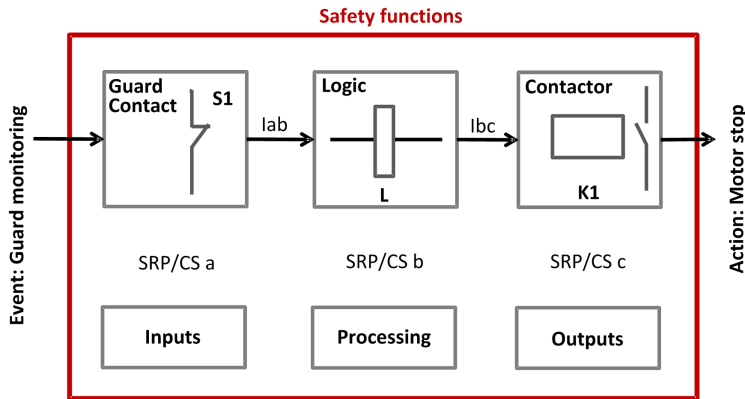 Safety functions
Event: Guard monitoring
Guard
Contact
S1
Iab
Logic
L
Ibc
Contactor
K1
Action: Motor stop
SRP/CS a
SRP/CS b
SRP/CS c
Inputs
Processing
Outputs